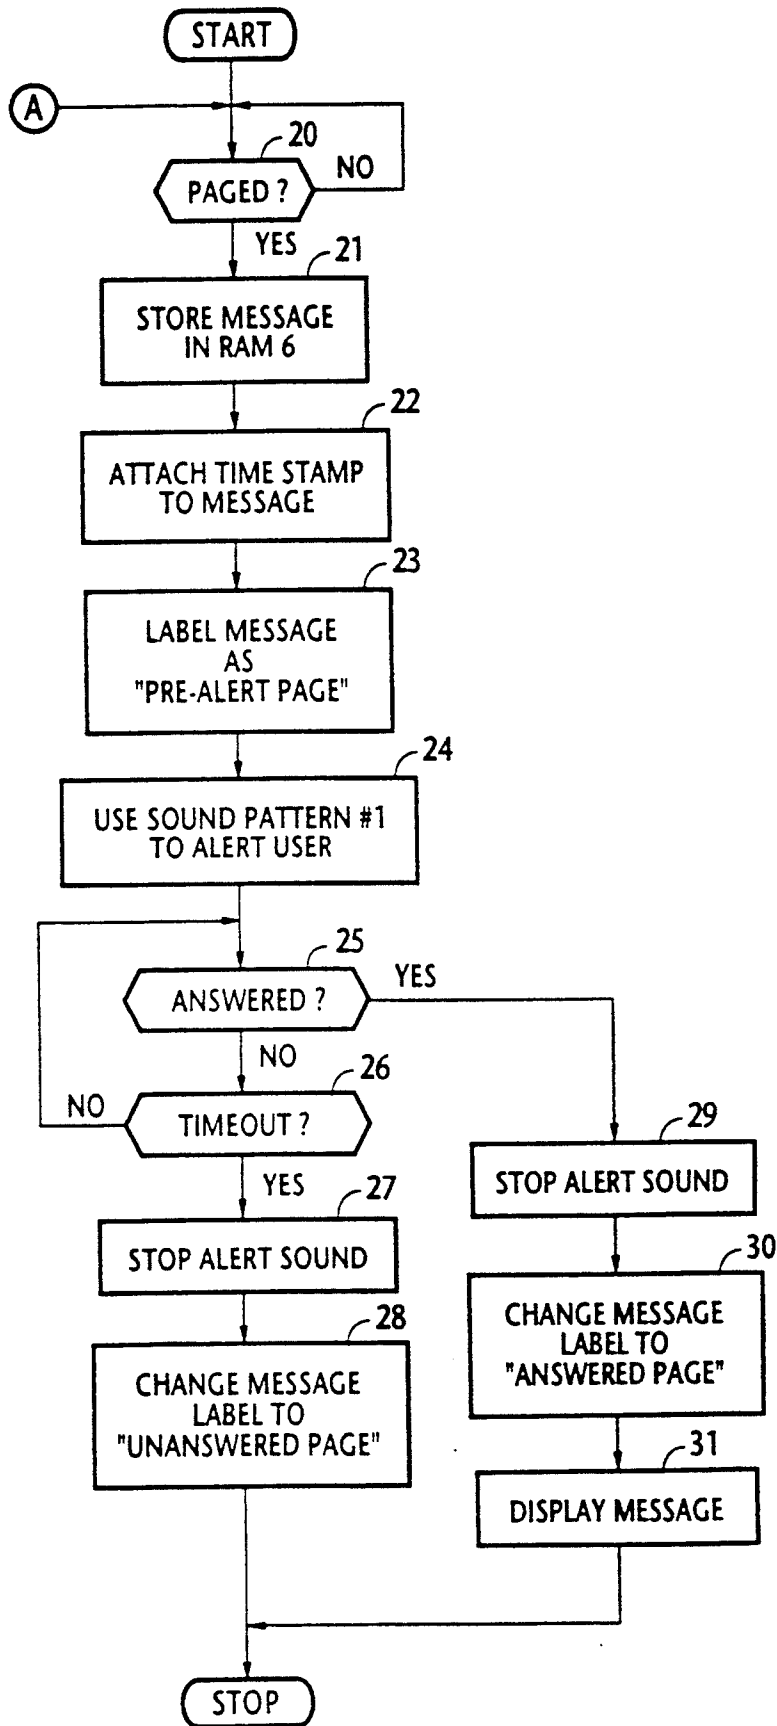 START
A
20
PAGED ?
NO
YES
21
STORE MESSAGE
IN RAM 6
22
ATTACH TIME STAMP
TO MESSAGE
23
LABEL MESSAGE
AS
"PRE-ALERT PAGE"
24
USE SOUND PATTERN #1
TO ALERT USER
25
ANSWERED ?
YES
NO
26
TIMEOUT ?
NO
YES
27
STOP ALERT SOUND
28
CHANGE MESSAGE
LABEL TO
"UNANSWERED PAGE"
29
STOP ALERT SOUND
30
CHANGE MESSAGE
LABEL TO
"ANSWERED PAGE"
31
DISPLAY MESSAGE
STOP